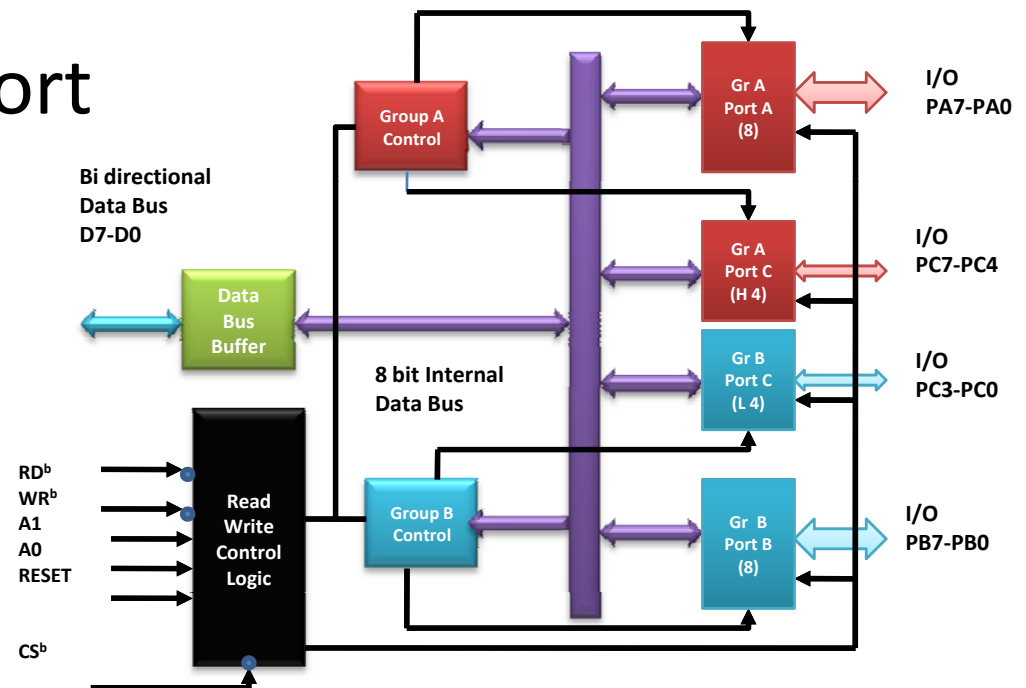 ort
Bi directional
Data Bus
D7-D0
Group A
Control
Gr A
Port A
(8)
I/O
PA7-PA0
Gr A
Port C
(H 4)
I/O
PC7-PC4
Data
Bus
Buffer
8 bit Internal
Data Bus
Gr B
Port C
(L 4)
I/O
PC3-PC0
RDᵇ
WRᵇ
A1
A0
RESET
CSᵇ
Read
Write
Control
Logic
Group B
Control
Gr B
Port B
(8)
I/O
PB7-PB0